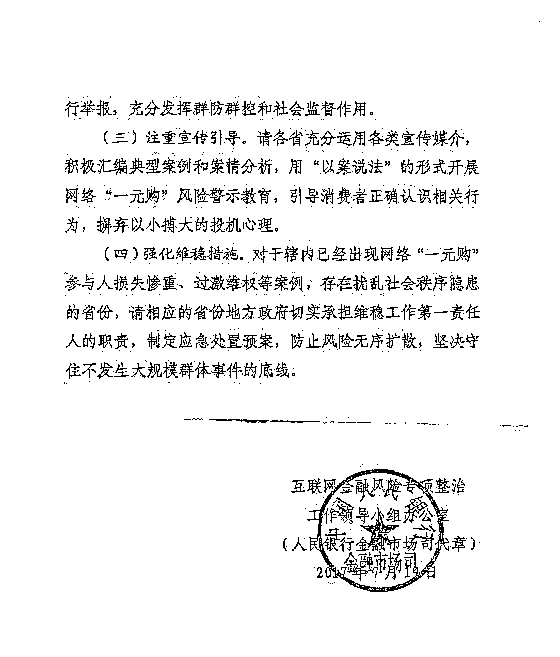 行举报，充分发挥群防群控和社会监督作用。
（三）注重宣传引导。请各省充分运用各类宣传媒介，
积极汇编典型案例和案情分析，用“以案说法”的形式开展
网络“一元购”风险警示教育，引导消费者正确认识相关行
为，摒弃以小搏大的投机心理。
（四）强化维稳措施。对于辖内已经出现网络“一元购”
参与人损失惨重、过激维权等案例，存在扰乱社会秩序隐患
的省份，请相应的省份地方政府切实承担维稳工作第一责任
人的职责，制定应急处置预案，防止风险无序扩散，坚决守
住不发生大规模群体事件的底线。
互联网金融风险专项整治
工作领导小组办公室
（人民银行金融市场司代章）
2017年7月19日
中国人民银行
金融市场司